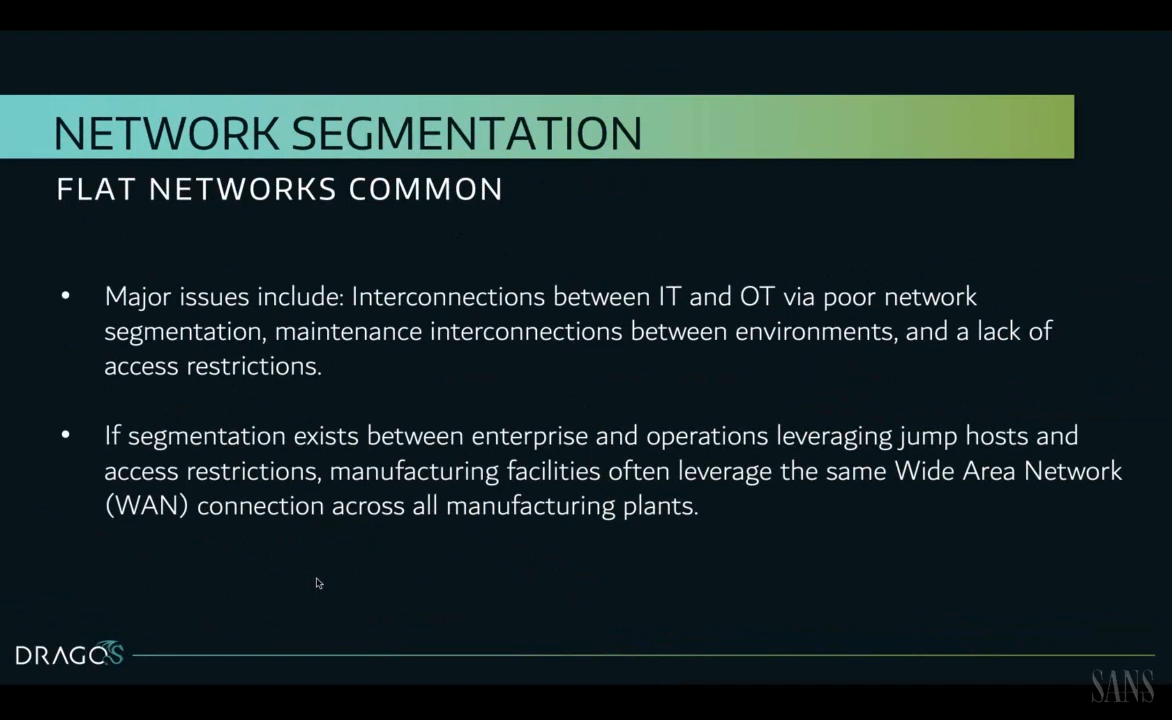 NETWORK SEGMENTATION
FLAT NETWORKS COMMON
• Major issues include: Interconnections between IT and OT via poor network
segmentation, maintenance interconnections between environments, and a lack of
access restrictions.
• If segmentation exists between enterprise and operations leveraging jump hosts and
access restrictions, manufacturing facilities often leverage the same Wide Area Network
(WAN) connection across all manufacturing plants.
DRAGOS
SANS